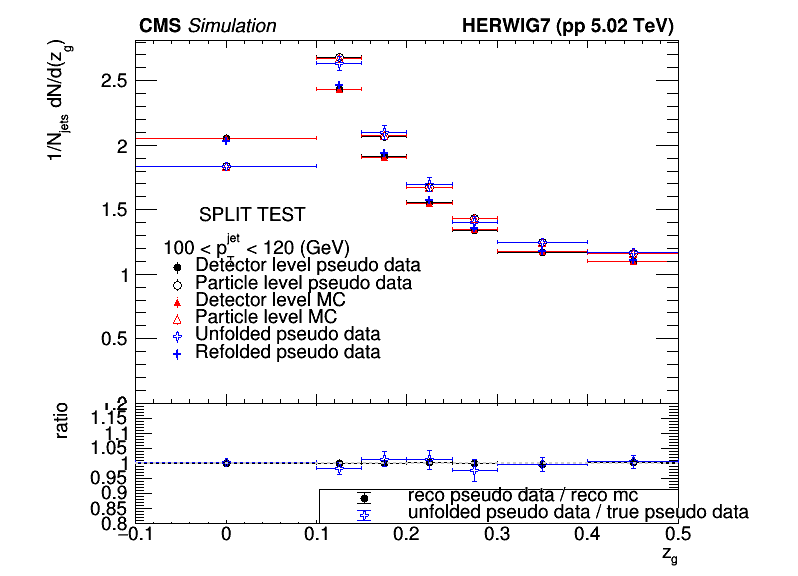 CMS Simulation HERWIG7 (pp 5.02 TeV)
1/N_jets dN/d(z_g)
2.5
2
1.5
1
0.5
SPLIT TEST
100 < p_T^jet < 120 (GeV)
Detector level pseudo data
Particle level pseudo data
Detector level MC
Particle level MC
Unfolded pseudo data
Refolded pseudo data
ratio
1.2
1.15
1.1
1.05
1
0.95
0.9
0.85
0.8
reco pseudo data / reco mc
unfolded pseudo data / true pseudo data
−0.1 0 0.1 0.2 0.3 0.4 0.5
z_g